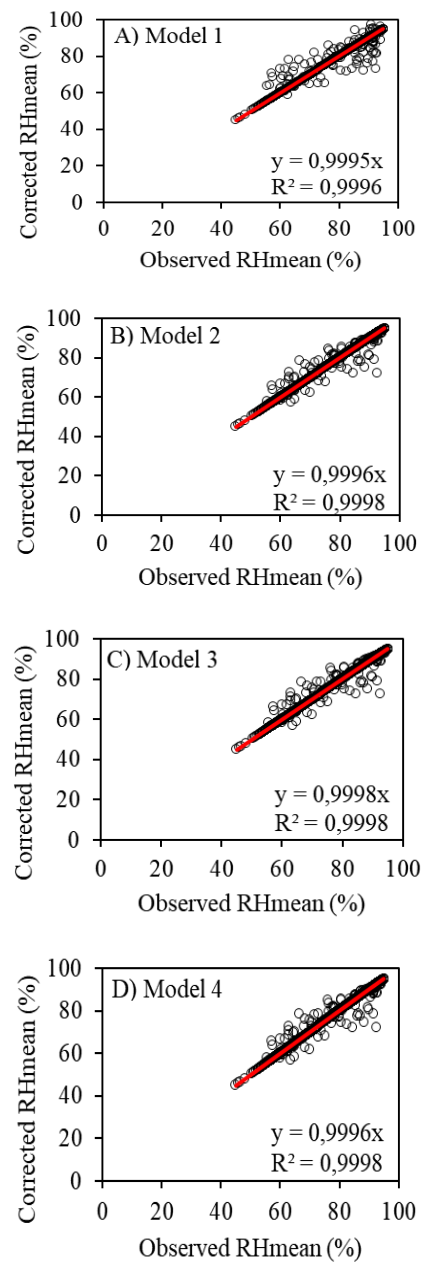 Corrected RHmean (%)
100
80
60
40
20
0
A) Model 1
y = 0,9995x
R² = 0,9996
0 20 40 60 80 100
Observed RHmean (%)
Corrected RHmean (%)
100
80
60
40
20
0
B) Model 2
y = 0,9996x
R² = 0,9998
0 20 40 60 80 100
Observed RHmean (%)
Corrected RHmean (%)
100
80
60
40
20
0
C) Model 3
y = 0,9998x
R² = 0,9998
0 20 40 60 80 100
Observed RHmean (%)
Corrected RHmean (%)
100
80
60
40
20
0
D) Model 4
y = 0,9996x
R² = 0,9998
0 20 40 60 80 100
Observed RHmean (%)